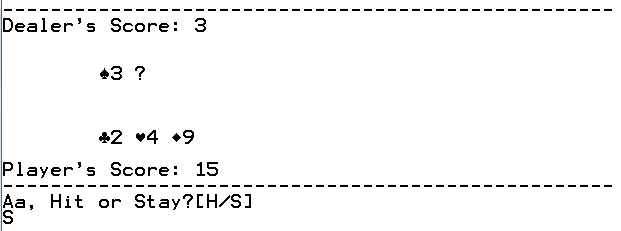 Dealer's Score: 3
♠3 ?
♣2 ♥4 ♦9
Player's Score: 15
Aa, Hit or Stay?[H/S]
S